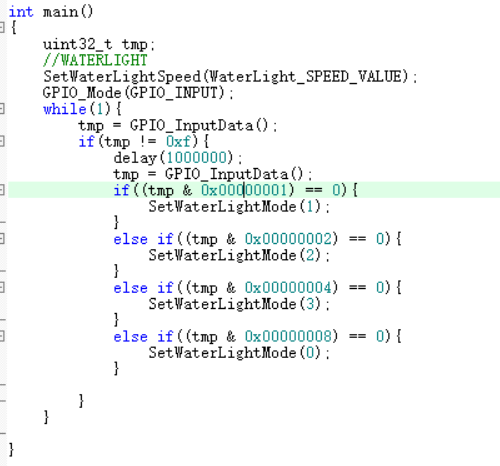 int main()
{
    uint32_t tmp;
    //WATERLIGHT
    SetWaterLightSpeed(WaterLight_SPEED_VALUE);
    GPIO_Mode(GPIO_INPUT);
    while(1){
        tmp = GPIO_InputData();
        if(tmp != 0xf){
            delay(1000000);
            tmp = GPIO_InputData();
            if((tmp & 0x00000001) == 0){
                SetWaterLightMode(1);
            }
            else if((tmp & 0x00000002) == 0){
                SetWaterLightMode(2);
            }
            else if((tmp & 0x00000004) == 0){
                SetWaterLightMode(3);
            }
            else if((tmp & 0x00000008) == 0){
                SetWaterLightMode(0);
            }
        }
    }
}